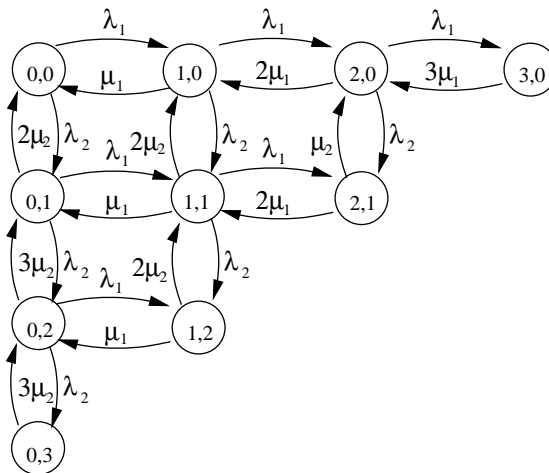 λ₁ λ₁ λ₁
0,0 μ₁ 1,0 2μ₁ 2,0 3μ₁ 3,0
2μ₂ λ₂ λ₁ 2μ₂ λ₂ λ₁ μ₂ λ₂
0,1 μ₁ 1,1 2μ₁ 2,1
3μ₂ λ₂ λ₁ 2μ₂ λ₂
0,2 μ₁ 1,2
3μ₂ λ₂
0,3